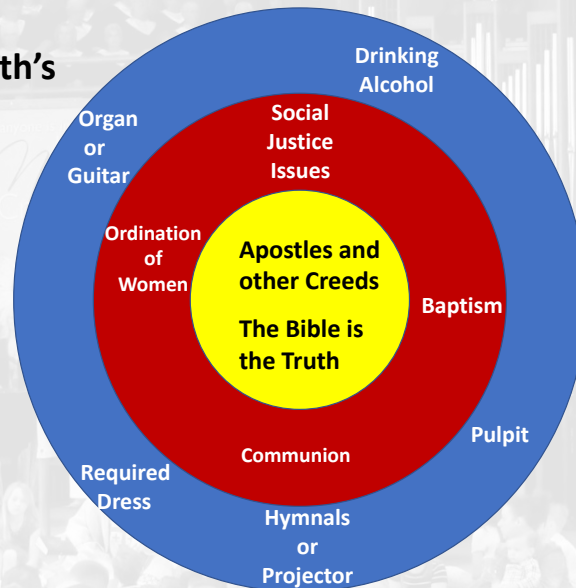 th's
Drinking
Alcohol
Organ
or
Guitar
Social
Justice
Issues
Ordination
of
Women
Apostles and
other Creeds
The Bible is
the Truth
Baptism
Pulpit
Communion
Required
Dress
Hymnals
or
Projector